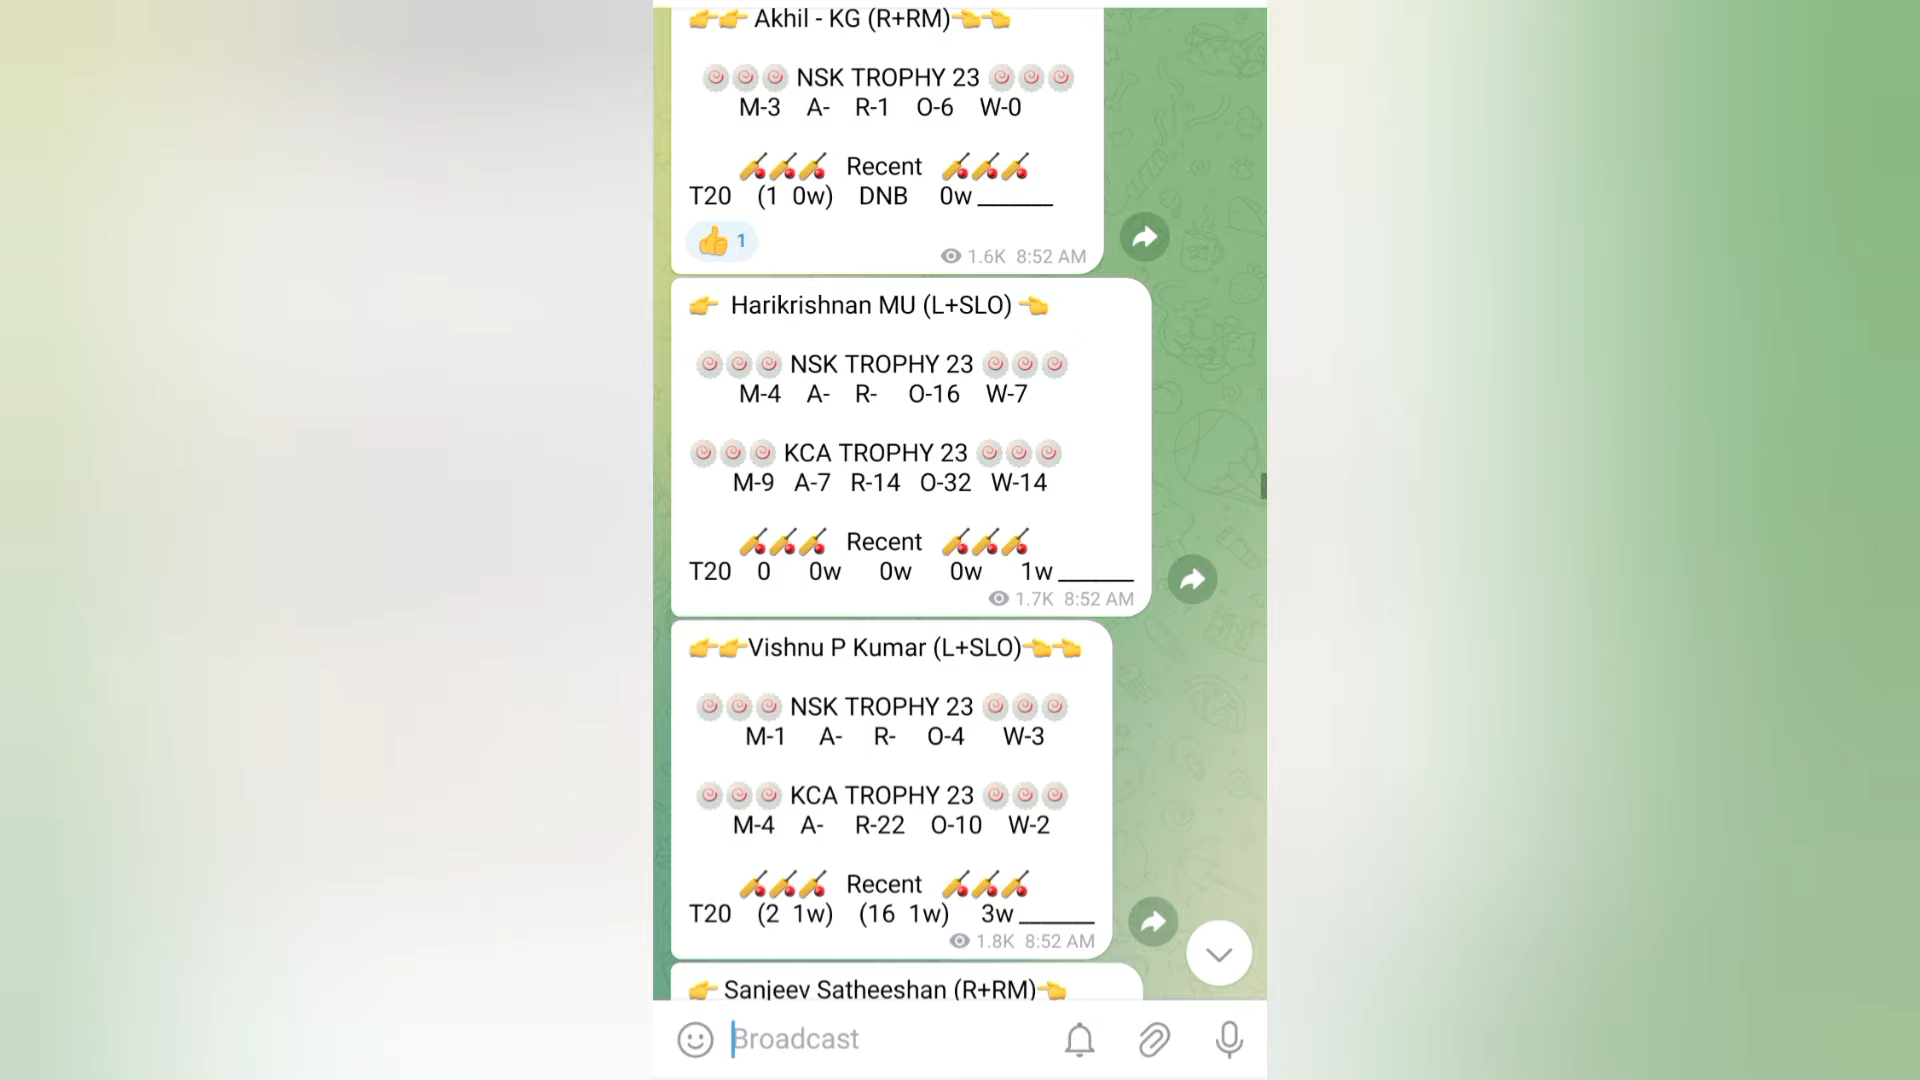 Akhil - KG (R+RM)
NSK TROPHY 23
M-3 A- R-1 O-6 W-0
Recent
T20 (1 0w) DNB 0w______
1
1.6K 8:52 AM
Harikrishnan MU (L+SLO)
NSK TROPHY 23
M-4 A- R- O-16 W-7
KCA TROPHY 23
M-9 A-7 R-14 O-32 W-14
Recent
T20 0 0w 0w 0w 1w______
1.7K 8:52 AM
Vishnu P Kumar (L+SLO)
NSK TROPHY 23
M-1 A- R- O-4 W-3
KCA TROPHY 23
M-4 A- R-22 O-10 W-2
Recent
T20 (2 1w) (16 1w) 3w______
1.8K 8:52 AM
Sanjeev Satheeshan (R+RM)
Broadcast